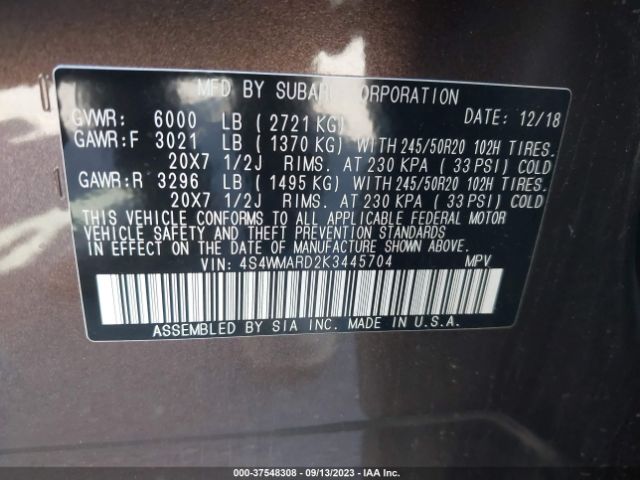 MFD BY SUBARU CORPORATION
GVWR: 6000 LB ( 2721 KG) DATE: 12/18
GAWR:F 3021 LB ( 1370 KG) WITH 245/50R20 102H TIRES.
20X7 1/2J RIMS. AT 230 KPA ( 33 PSI) COLD
GAWR:R 3296 LB ( 1495 KG) WITH 245/50R20 102H TIRES.
20X7 1/2J RIMS. AT 230 KPA ( 33 PSI) COLD
THIS VEHICLE CONFORMS TO ALL APPLICABLE FEDERAL MOTOR
VEHICLE SAFETY AND THEFT PREVENTION STANDARDS
IN EFFECT ON THE DATE OF MANUFACTURE SHOWN ABOVE.
VIN: 4S4WMARD2K3445704 MPV
ASSEMBLED BY SIA INC. MADE IN U.S.A.
000-37548308 - 09/13/2023 - IAA Inc.